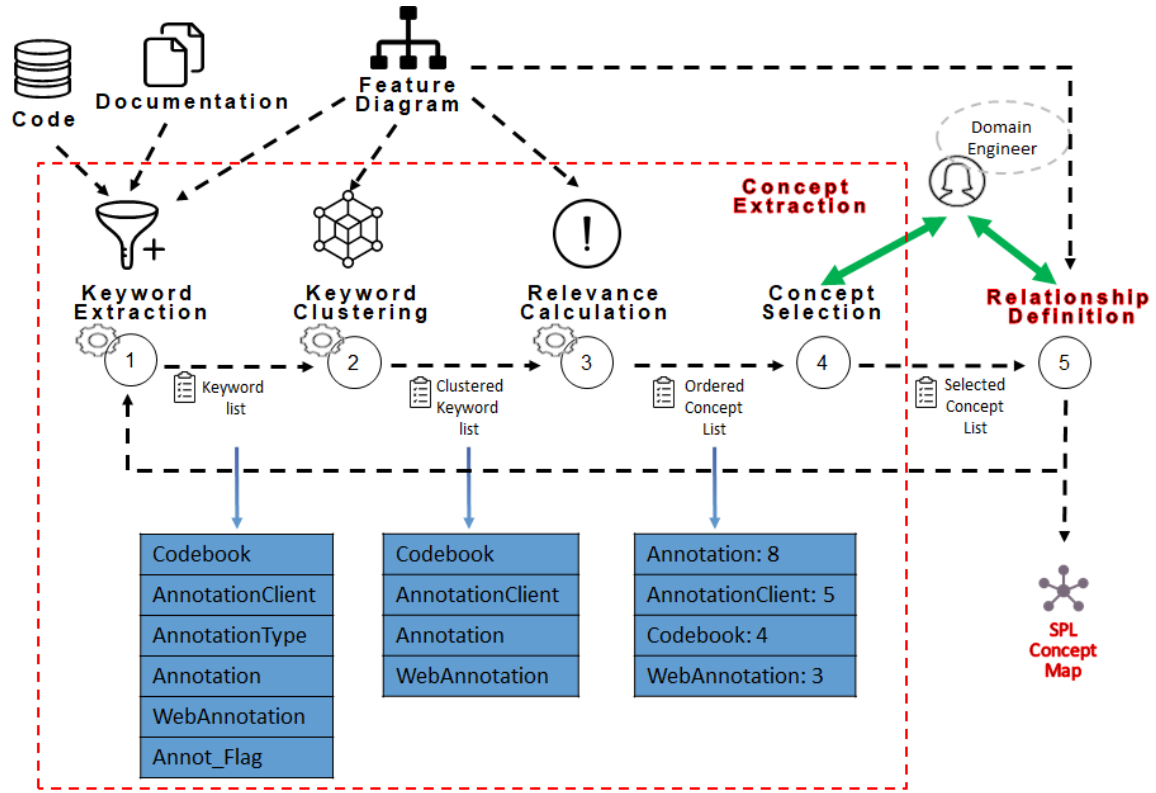 Code
Documentation
Feature
Diagram
Domain
Engineer
Concept
Extraction
Keyword
Extraction
Keyword
Clustering
!
Relevance
Calculation
Concept
Selection
Relationship
Definition
1
2
3
4
5
Keyword
list
Clustered
Keyword
list
Ordered
Concept
List
Selected
Concept
List
Codebook
AnnotationClient
AnnotationType
Annotation
WebAnnotation
Annot_Flag
Codebook
AnnotationClient
Annotation
WebAnnotation
Annotation: 8
AnnotationClient: 5
Codebook: 4
WebAnnotation: 3
SPL
Concept
Map